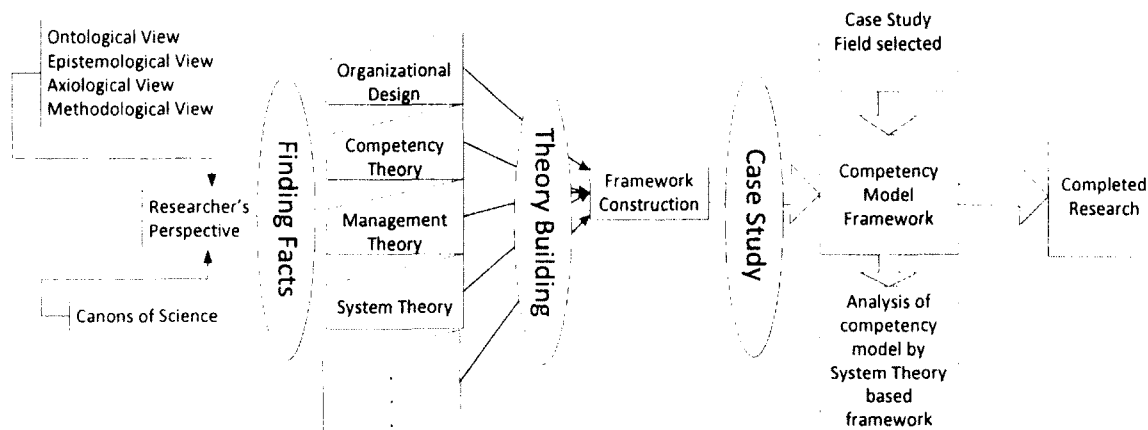 Ontological View
Epistemological View
Axiological View
Methodological View
Researcher's
Perspective
Canons of Science
Finding Facts
Organizational
Design
Competency
Theory
Management
Theory
System Theory
Theory Building
Framework
Construction
Case Study
Case Study
Field selected
Competency
Model
Framework
Analysis of
competency
model by
System Theory
based
framework
Completed
Research